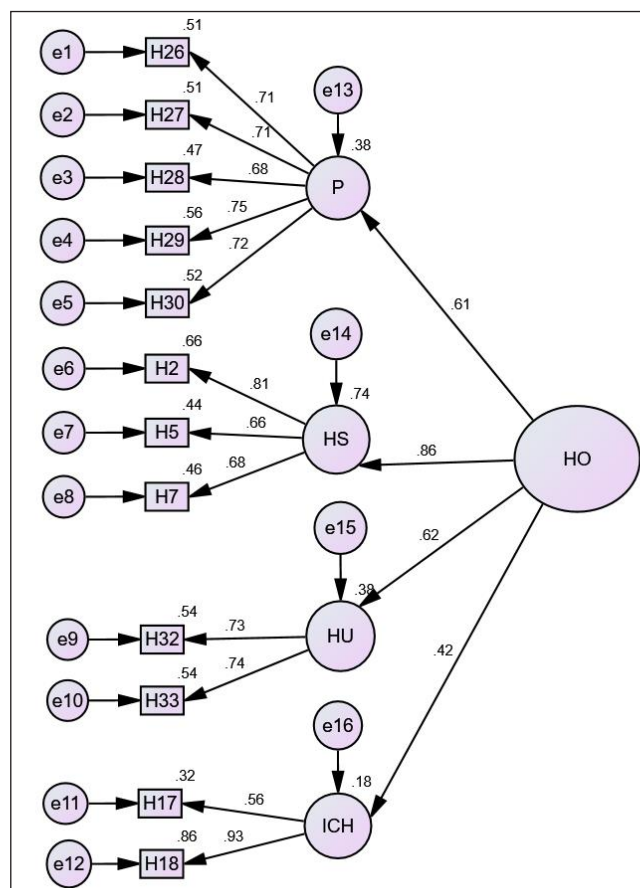 .51
e1 H26
e13
.71
.51
e2 H27
.71
.38
.47
e3 H28
.68
P
.56
.75
e4 H29
.72
.52
e5 H30
.61
e14
.66
e6 H2
.81
.74
.44
e7 H5
.66
HS
.86
HO
.46
.68
e8 H7
e15
.62
.38
.54
e9 H32
.73
HU
.54
.74
e10 H33
.42
e16
.32
.18
e11 H17
.56
ICH
.86
.93
e12 H18